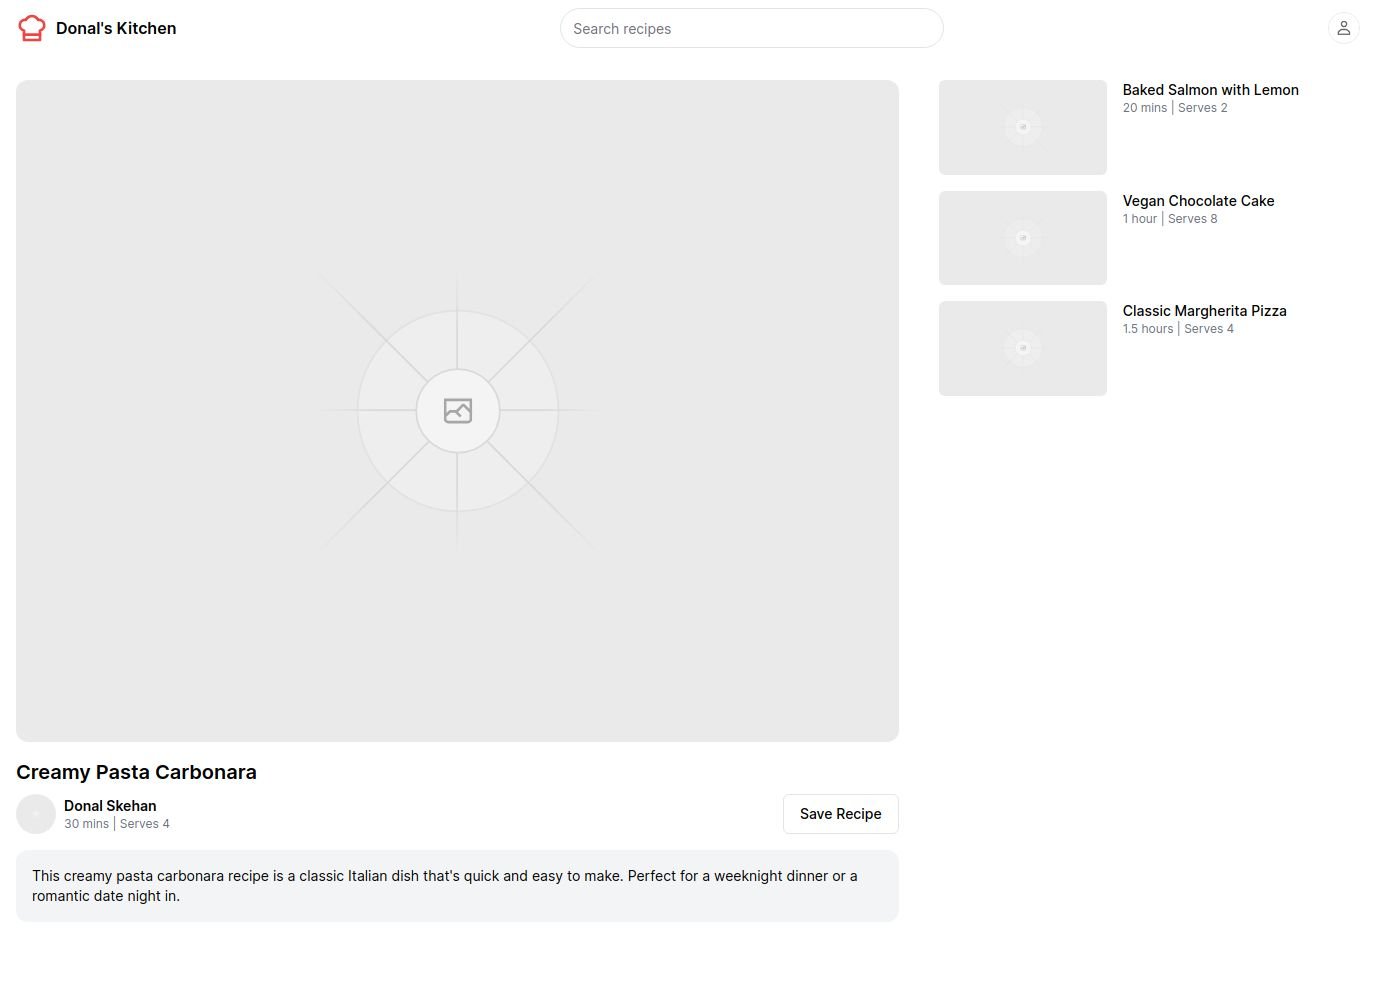 Donal's Kitchen
Search recipes
Creamy Pasta Carbonara
Donal Skehan
30 mins | Serves 4
Save Recipe
This creamy pasta carbonara recipe is a classic Italian dish that's quick and easy to make. Perfect for a weeknight dinner or a
romantic date night in.
Baked Salmon with Lemon
20 mins | Serves 2
Vegan Chocolate Cake
1 hour | Serves 8
Classic Margherita Pizza
1.5 hours | Serves 4